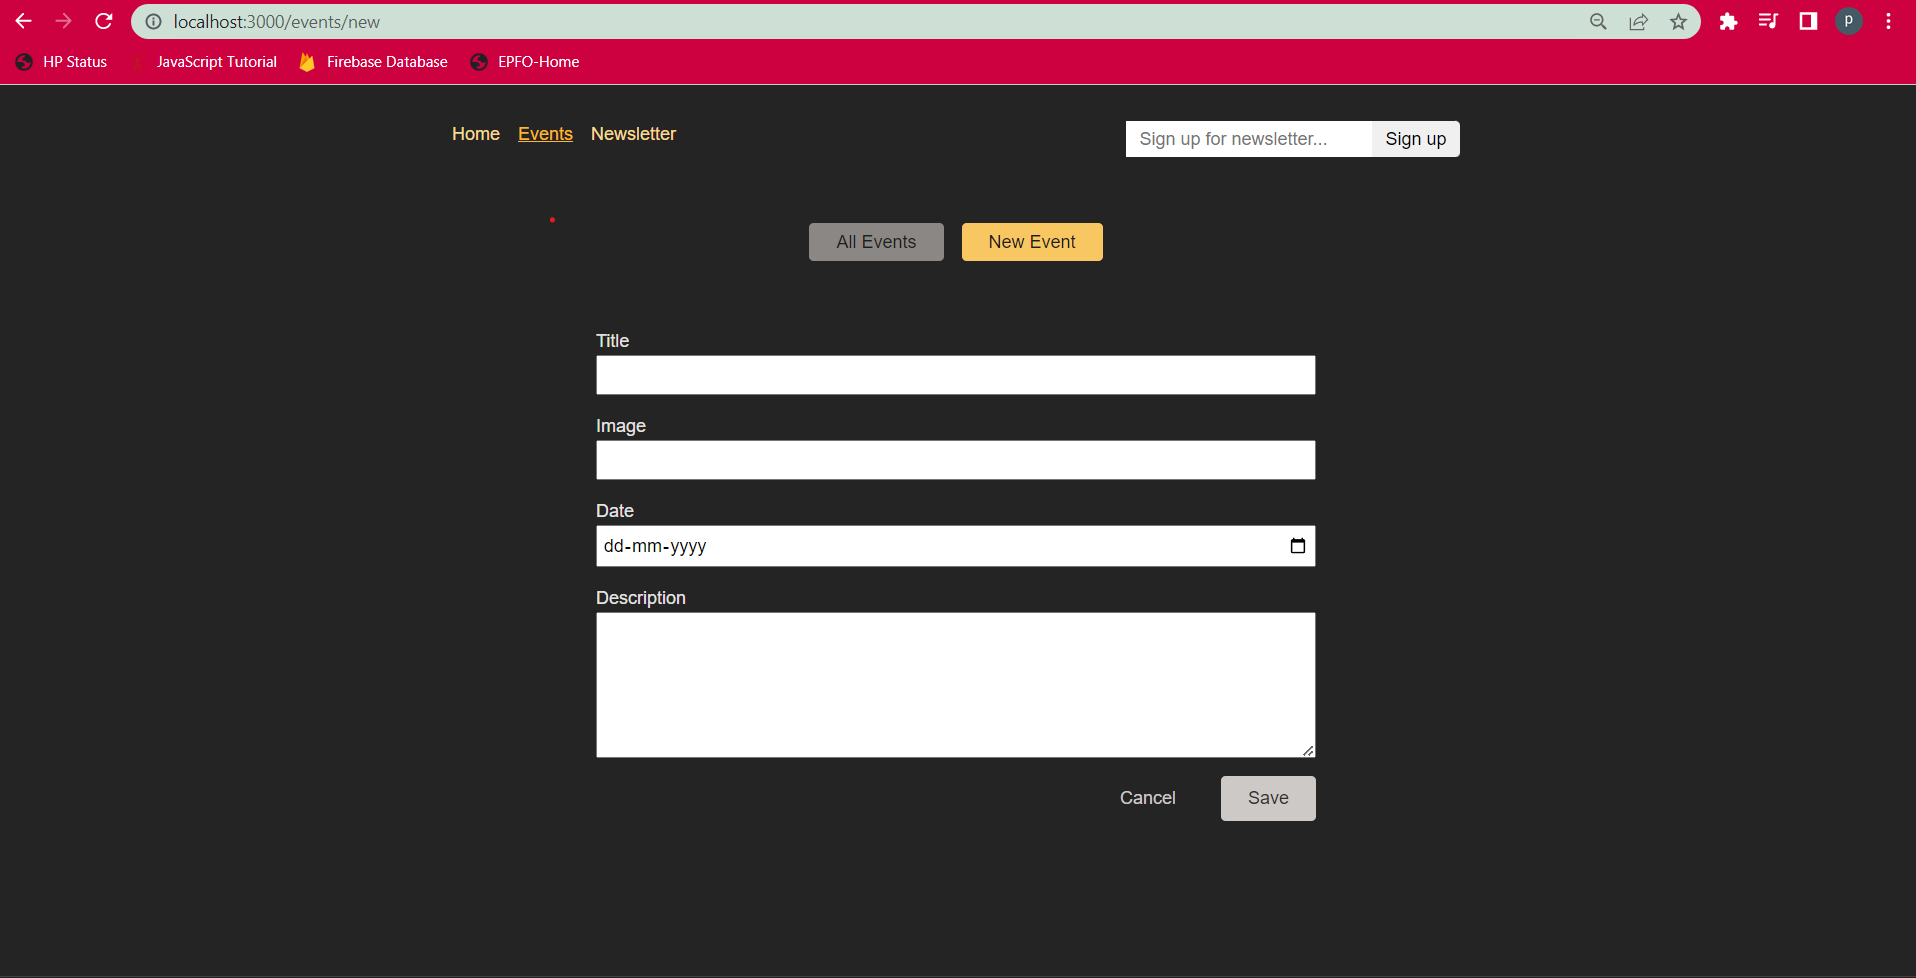 localhost:3000/events/new
p
HP Status JavaScript Tutorial Firebase Database EPFO-Home
Home Events Newsletter
Sign up for newsletter... Sign up
All Events New Event
Title
Image
Date
dd-mm-yyyy
Description
Cancel Save